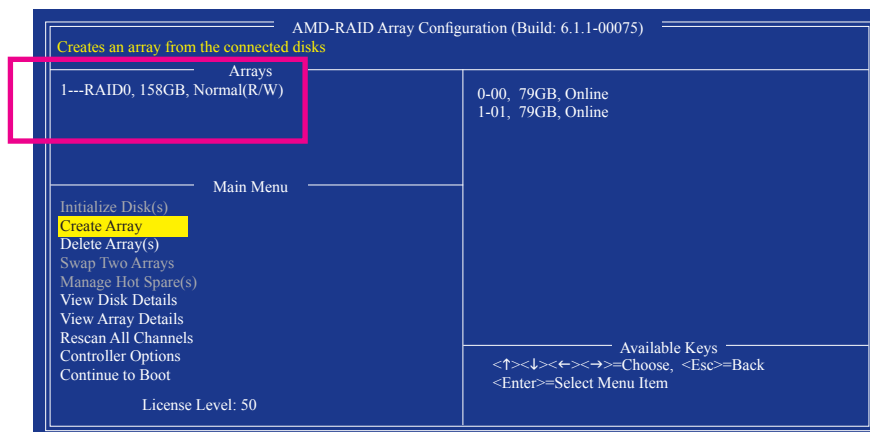 AMD-RAID Array Configuration (Build: 6.1.1-00075)
Creates an array from the connected disks
Arrays
1---RAID0, 158GB, Normal(R/W)
0-00, 79GB, Online
1-01, 79GB, Online
Main Menu
Initialize Disk(s)
Create Array
Delete Array(s)
Swap Two Arrays
Manage Hot Spare(s)
View Disk Details
View Array Details
Rescan All Channels
Controller Options
Continue to Boot
License Level: 50
Available Keys
<↑><↓><←><→>=Choose, <Esc>=Back
<Enter>=Select Menu Item